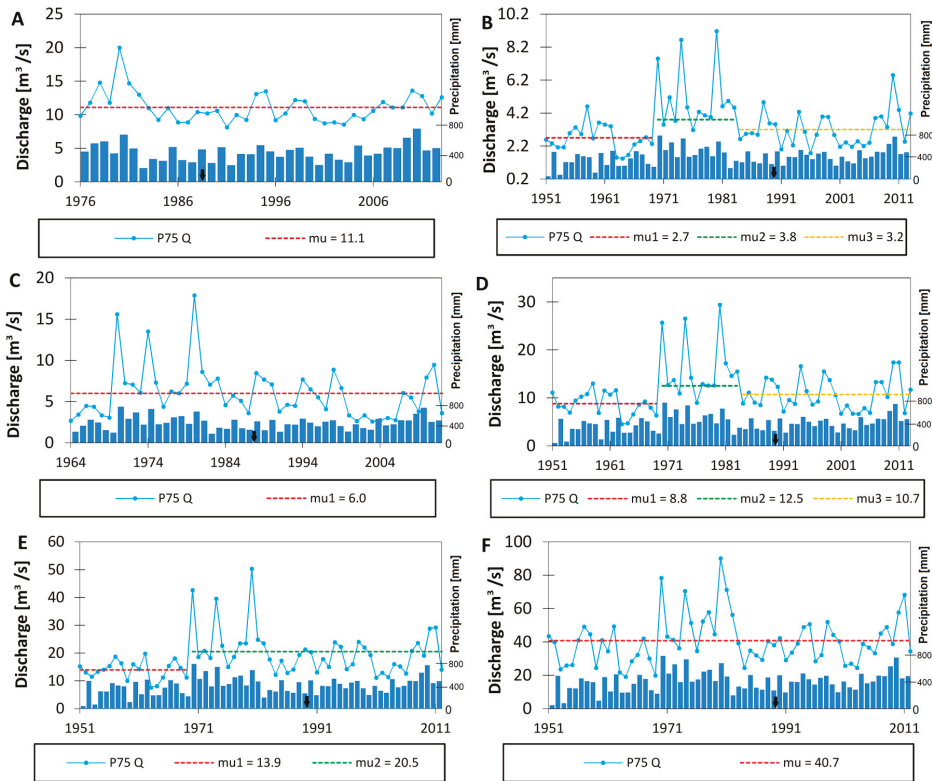 A
Discharge [m³ /s]
25
20
15
10
5
0
800
400
0
Precipitation [mm]
1976 1986 1996 2006
P75 Q mu = 11.1
B
Discharge [m³ /s]
10.2
8.2
6.2
4.2
2.2
0.2
800
400
0
Precipitation [mm]
1951 1961 1971 1981 1991 2001 2011
P75 Q mu1 = 2.7 mu2 = 3.8 mu3 = 3.2
C
Discharge [m³ /s]
20
15
10
5
0
800
400
0
Precipitation [mm]
1964 1974 1984 1994 2004
P75 Q mu1 = 6.0
D
Discharge [m³ /s]
30
20
10
0
800
400
0
Precipitation [mm]
1951 1961 1971 1981 1991 2001 2011
P75 Q mu1 = 8.8 mu2 = 12.5 mu3 = 10.7
E
Discharge [m³ /s]
60
50
40
30
20
10
0
800
400
0
Precipitation [mm]
1951 1971 1991 2011
P75 Q mu1 = 13.9 mu2 = 20.5
F
Discharge [m³ /s]
100
80
60
40
20
0
800
400
0
Precipitation [mm]
1951 1971 1991 2011
P75 Q mu = 40.7